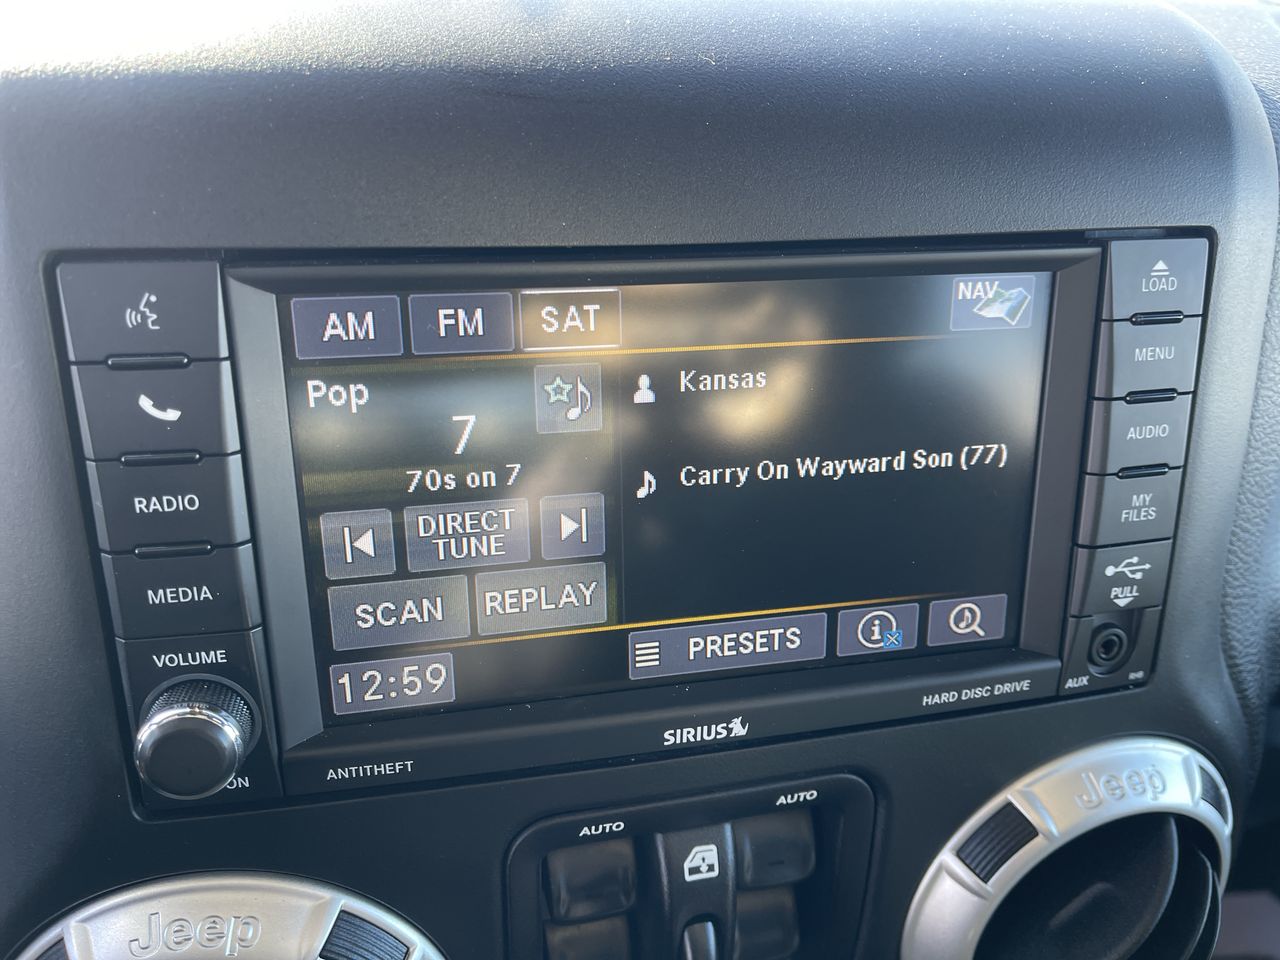 AM
FM
SAT
NAV
Pop
7
70s on 7
Kansas
Carry On Wayward Son (77)
DIRECT
TUNE
SCAN
REPLAY
12:59
PRESETS
RADIO
MEDIA
VOLUME
ON
LOAD
MENU
AUDIO
MY
FILES
PULL
AUX
RHB
ANTITHEFT
SIRIUS
HARD DISC DRIVE
AUTO
AUTO
Jeep
Jeep